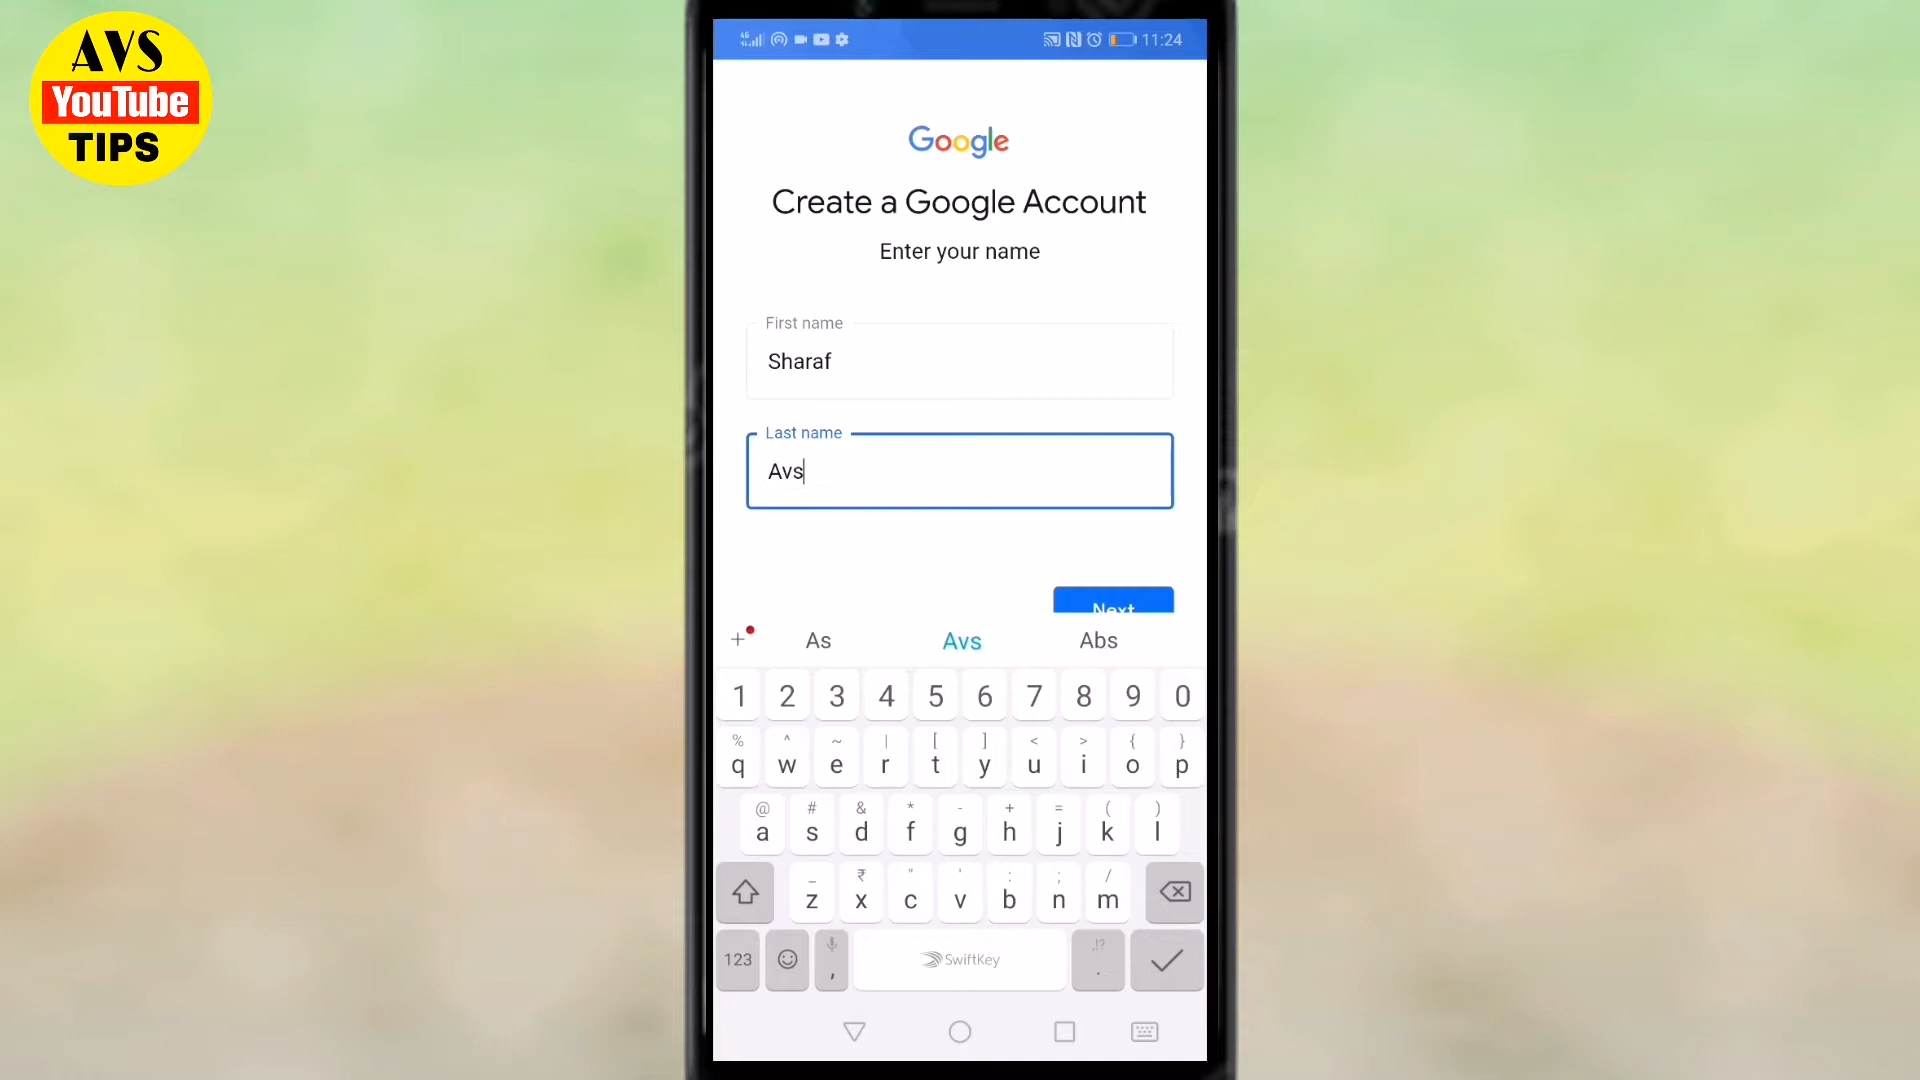 AVS
YouTube
TIPS
4G
11:24
Google
Create a Google Account
Enter your name
First name
Sharaf
Last name
Avs
Next
+ As Avs Abs
1 2 3 4 5 6 7 8 9 0
% ^ ~ | [ ] < > { }
q w e r t y u i o p
@ # & * - + = ( )
a s d f g h j k l
_ ₹ " ' : ; /
z x c v b n m
.!?
123 , SwiftKey .